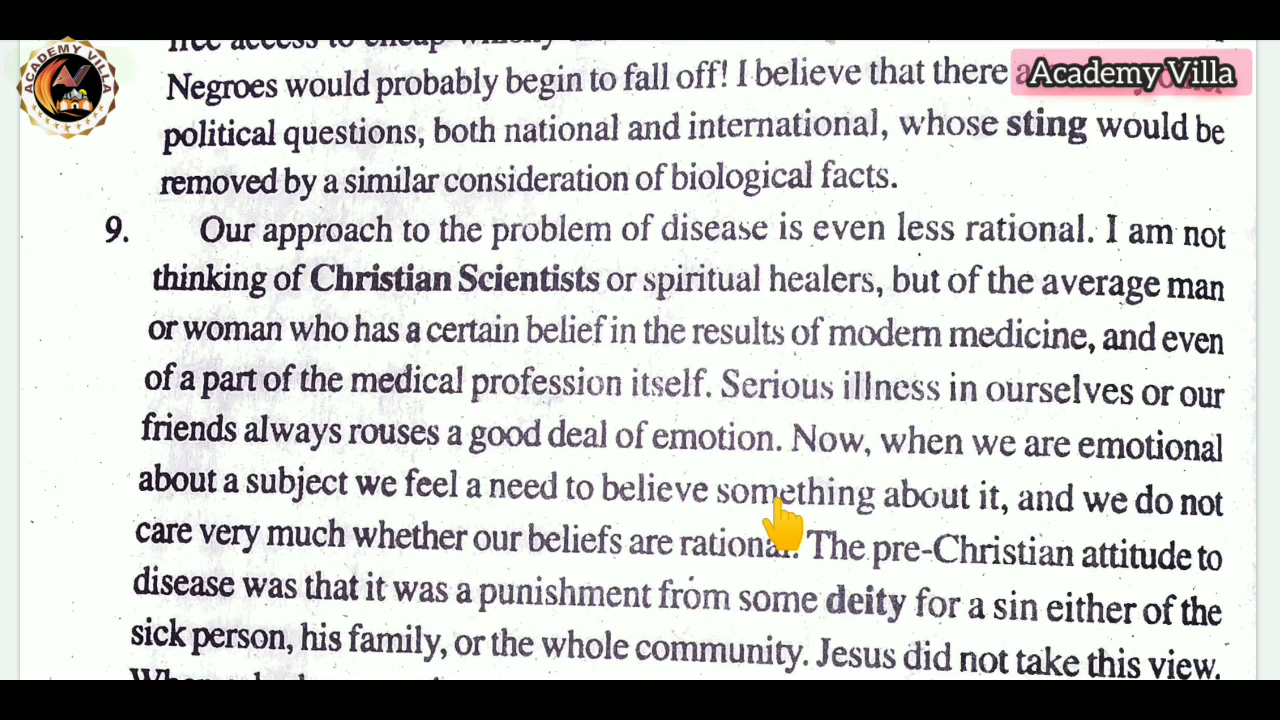 ACADEMY VILLA
Academy Villa
free access to cheap
Negroes would probably begin to fall off! I believe that there
political questions, both national and international, whose sting would be
removed by a similar consideration of biological facts.
9. Our approach to the problem of disease is even less rational. I am not
thinking of Christian Scientists or spiritual healers, but of the average man
or woman who has a certain belief in the results of modern medicine, and even
of a part of the medical profession itself. Serious illness in ourselves or our
friends always rouses a good deal of emotion. Now, when we are emotional
about a subject we feel a need to believe something about it, and we do not
care very much whether our beliefs are rational. The pre-Christian attitude to
disease was that it was a punishment from some deity for a sin either of the
sick person, his family, or the whole community. Jesus did not take this view.